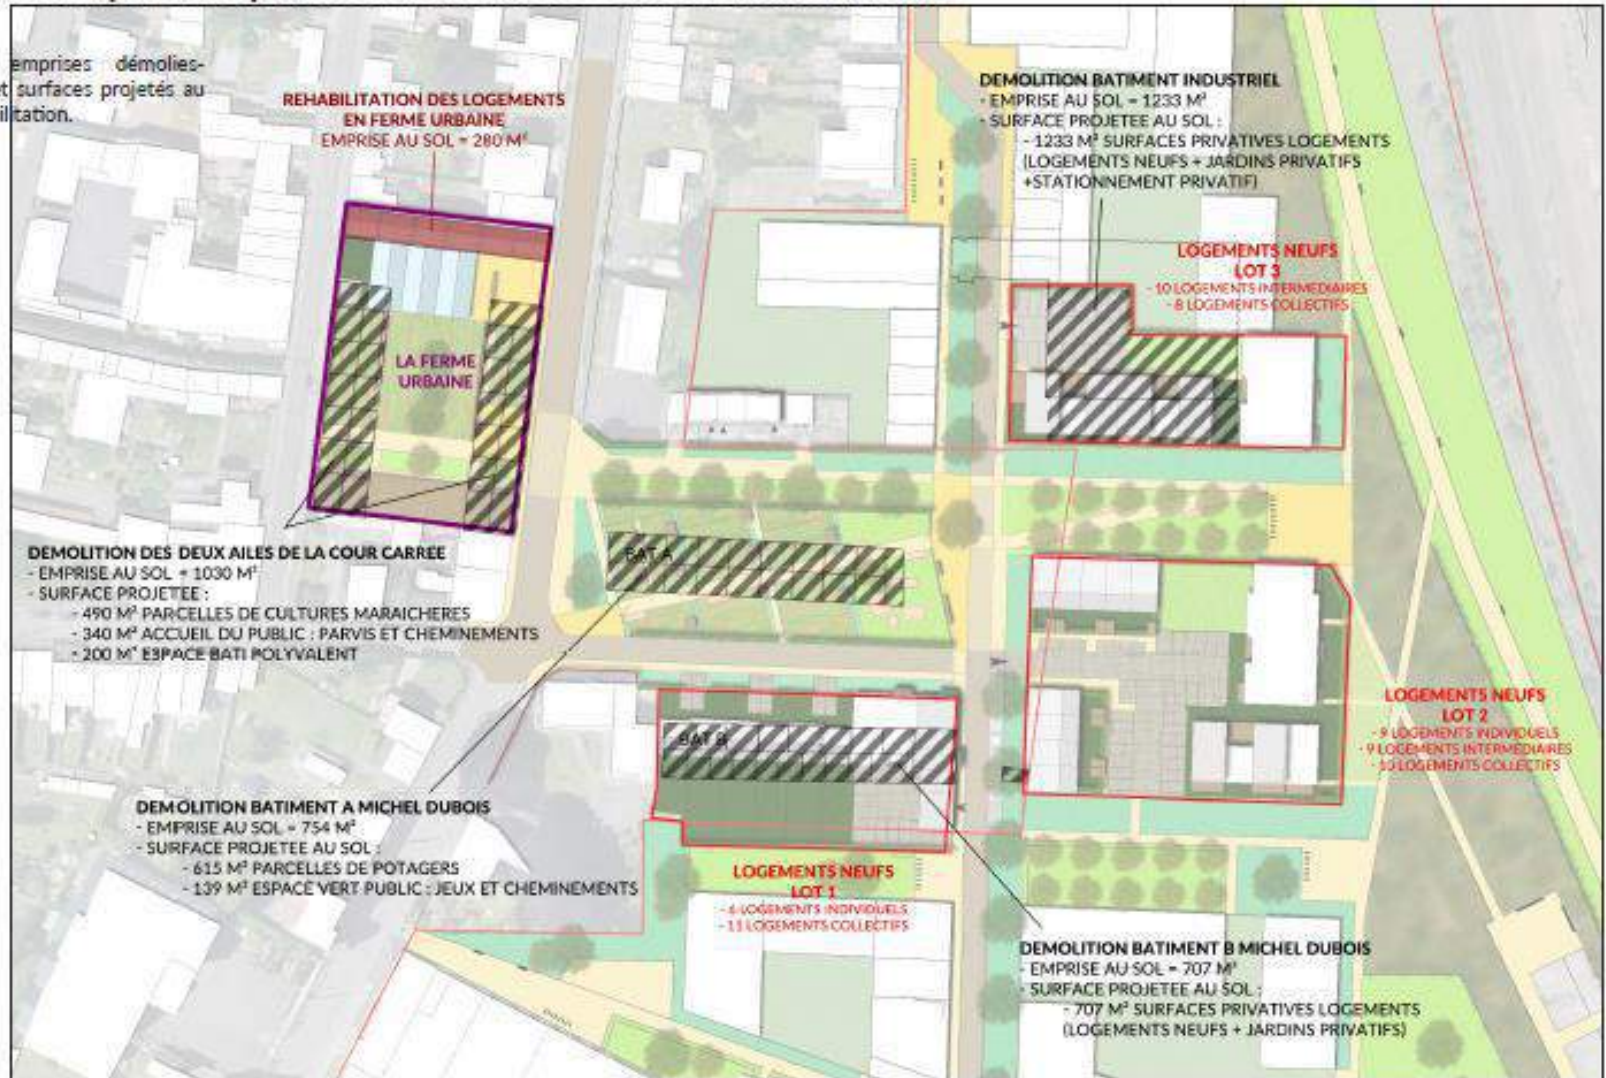 emprises démolies-
et surfaces projetés au
ilitation.
REHABILITATION DES LOGEMENTS
EN FERME URBAINE
EMPRISE AU SOL = 280 M²
DEMOLITION BATIMENT INDUSTRIEL
- EMPRISE AU SOL = 1233 M²
- SURFACE PROJETEE AU SOL :
- 1233 M² SURFACES PRIVATIVES LOGEMENTS
(LOGEMENTS NEUFS + JARDINS PRIVATIFS
+STATIONNEMENT PRIVATIF)
LOGEMENTS NEUFS
LOT 3
- 10 LOGEMENTS INTERMEDIAIRES
- 8 LOGEMENTS COLLECTIFS
LA FERME
URBAINE
DEMOLITION DES DEUX AILES DE LA COUR CARREE
- EMPRISE AU SOL = 1030 M²
- SURFACE PROJETEE :
- 490 M² PARCELLES DE CULTURES MARAICHERES
- 340 M² ACCUEIL DU PUBLIC : PARVIS ET CHEMINEMENTS
- 200 M² ESPACE BATI POLYVALENT
BAT A
BAT B
LOGEMENTS NEUFS
LOT 2
- 9 LOGEMENTS INDIVIDUELS
- 9 LOGEMENTS INTERMEDIAIRES
- 10 LOGEMENTS COLLECTIFS
DEMOLITION BATIMENT A MICHEL DUBOIS
- EMPRISE AU SOL = 754 M²
- SURFACE PROJETEE AU SOL :
- 615 M² PARCELLES DE POTAGERS
- 139 M² ESPACE VERT PUBLIC : JEUX ET CHEMINEMENTS
LOGEMENTS NEUFS
LOT 1
- 6 LOGEMENTS INDIVIDUELS
- 11 LOGEMENTS COLLECTIFS
DEMOLITION BATIMENT B MICHEL DUBOIS
- EMPRISE AU SOL = 707 M²
- SURFACE PROJETEE AU SOL :
- 707 M² SURFACES PRIVATIVES LOGEMENTS
(LOGEMENTS NEUFS + JARDINS PRIVATIFS)